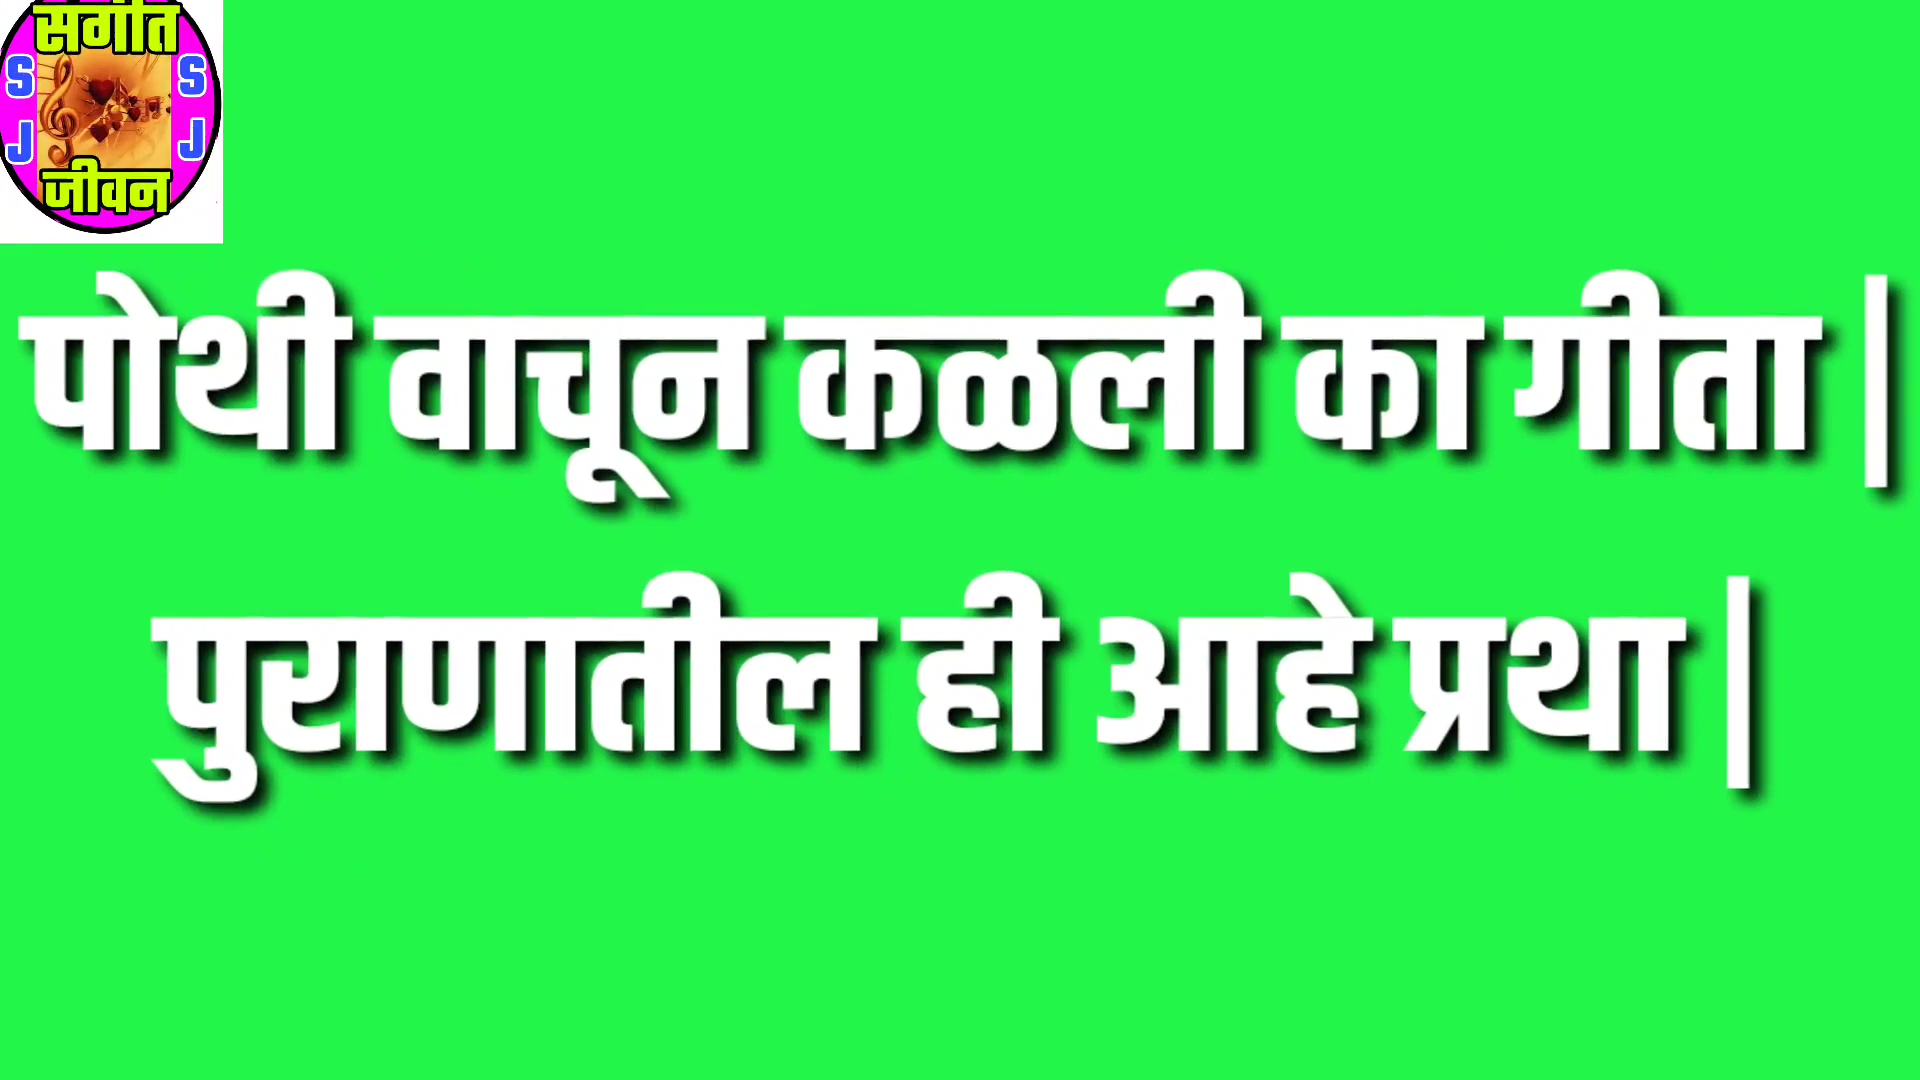 संगीत
S S
J J
जीवन
पोथी वाचून कळली का गीता |
पुराणातील ही आहे प्रथा |